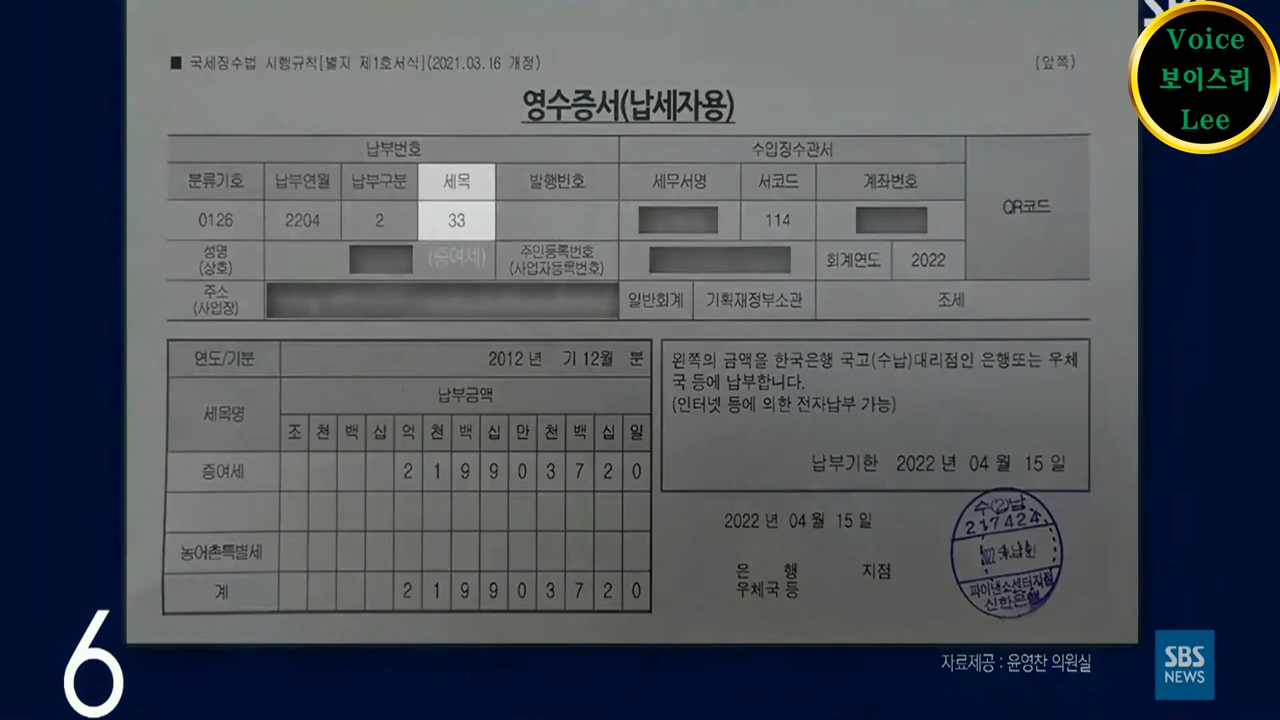 SBS
Voice
보이스리
Lee
■ 국세징수법 시행규칙[별지 제1호서식](2021.03.16 개정)
[앞쪽)
영수증서(납세자용)
납부번호 수입징수관서
분류기호 납부연월 납부구분 세목 발행번호 세무서명 서코드 계좌번호 QR코드
0126 2204 2 33 114
성명 (증여세) 주민등록번호 회계연도 2022
(상호) (사업자등록번호)
주소 일반회계 기획재정부소관 조세
(사업장)
연도/기분 2012 년 기 12월 분
세목명 납부금액
조 천 백 십 억 천 백 십 만 천 백 십 일
증여세 2 1 9 9 0 3 7 2 0
농어촌특별세
계 2 1 9 9 0 3 7 2 0
왼쪽의 금액을 한국은행 국고(수납)대리점인 은행또는 우체
국 등에 납부합니다.
(인터넷 등에 의한 전자납부 가능)
납부기한 2022 년 04 월 15 일
2022 년 04 월 15 일
은 행 지점
우체국 등
수②납
217424
파이낸스센터지점
신한은행
6
자료제공 : 윤영찬 의원실
SBS
NEWS